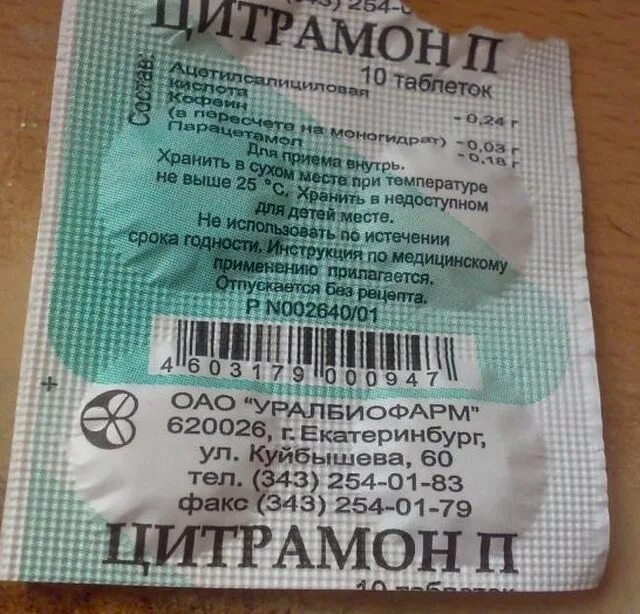 (343) 254-0
ЦИТРАМОН П
10 таблеток
Состав:
Ацетилсалициловая
кислота - 0,24 г
Кофеин
(в пересчете на моногидрат) - 0,03 г
Парацетамол - 0,18 г
Для приема внутрь.
Хранить в сухом месте при температуре
не выше 25 °С. Хранить в недоступном
для детей месте.
Не использовать по истечении
срока годности. Инструкция по медицинскому
применению прилагается.
Отпускается без рецепта.
Р N002640/01
4 603179 000947
ОАО "УРАЛБИОФАРМ"
620026, г. Екатеринбург,
ул. Куйбышева, 60
тел. (343) 254-01-83
факс (343) 254-01-79
ЦИТРАМОН П
10 таблеток